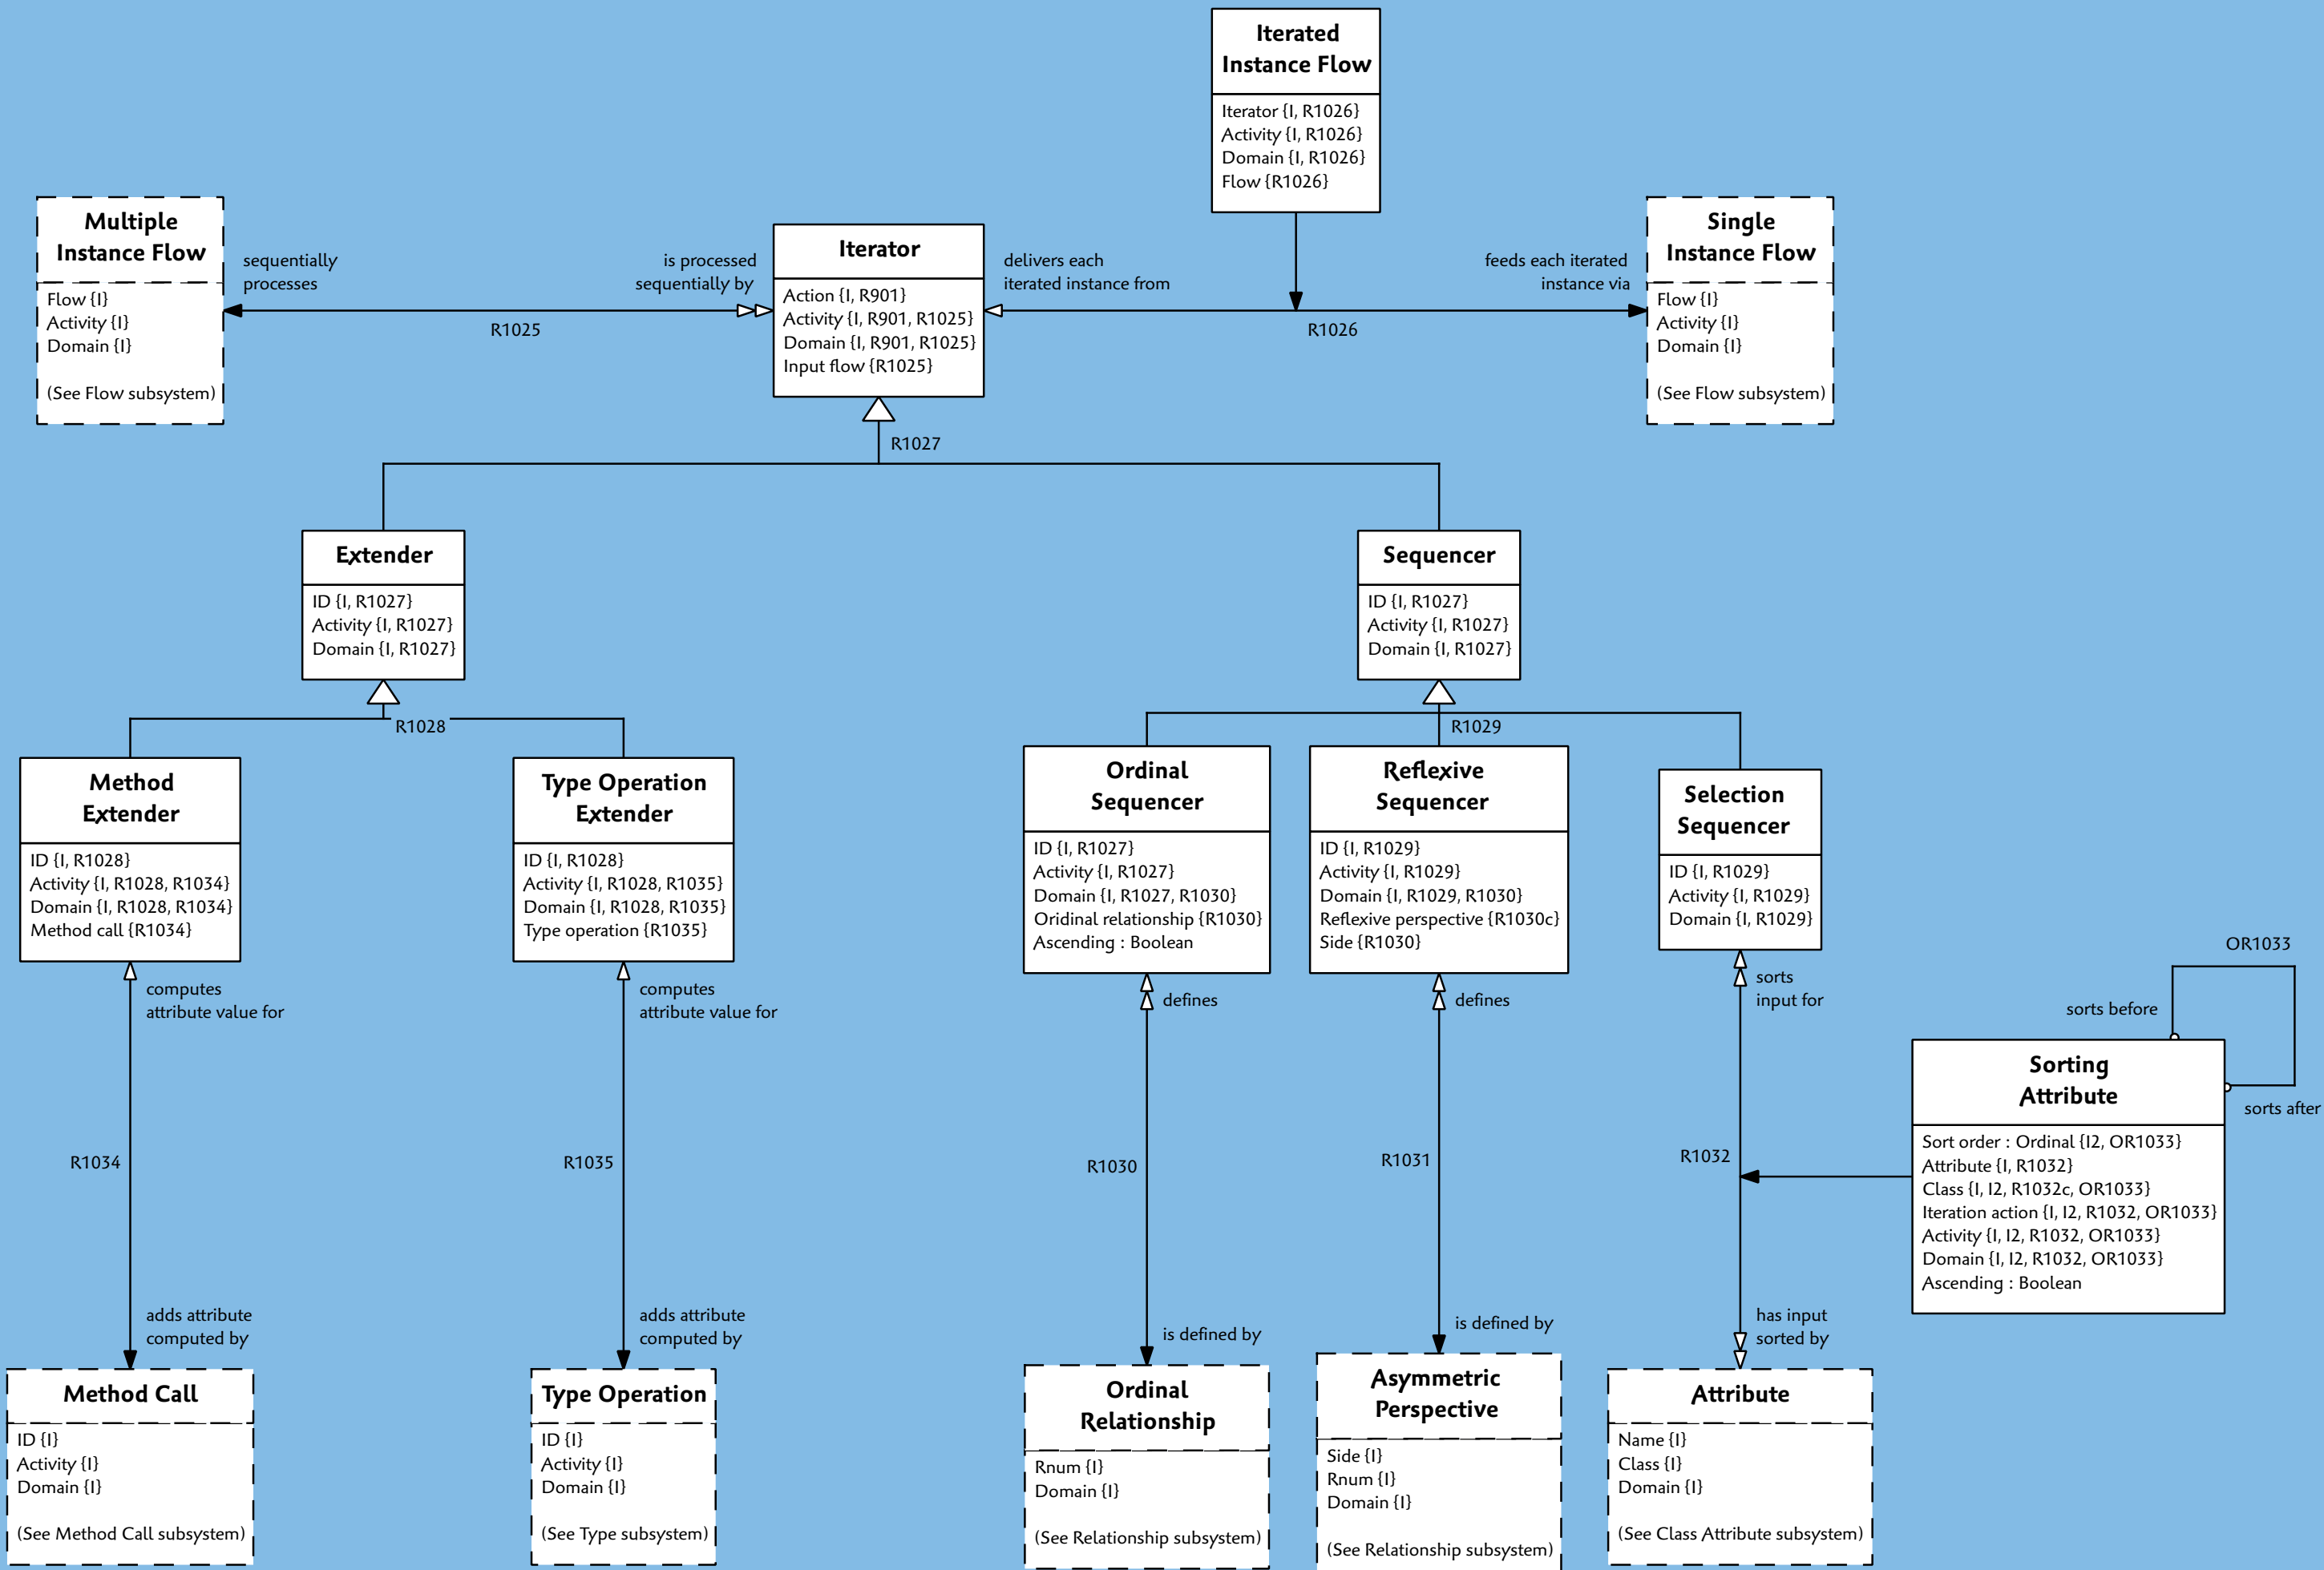 Iterated
Instance Flow
Iterator {I, R1026}
Activity {I, R1026}
Domain {I, R1026}
Flow {R1026}
Multiple
Instance Flow
Flow {I}
Activity {I}
Domain {I}
(See Flow subsystem)
sequentially
processes
is processed
sequentially by
R1025
Iterator
Action {I, R901}
Activity {I, R901, R1025}
Domain {I, R901, R1025}
Input flow {R1025}
delivers each
iterated instance from
feeds each iterated
instance via
R1026
Single
Instance Flow
Flow {I}
Activity {I}
Domain {I}
(See Flow subsystem)
R1027
Extender
ID {I, R1027}
Activity {I, R1027}
Domain {I, R1027}
Sequencer
ID {I, R1027}
Activity {I, R1027}
Domain {I, R1027}
R1028
R1029
Method
Extender
ID {I, R1028}
Activity {I, R1028, R1034}
Domain {I, R1028, R1034}
Method call {R1034}
Type Operation
Extender
ID {I, R1028}
Activity {I, R1028, R1035}
Domain {I, R1028, R1035}
Type operation {R1035}
Ordinal
Sequencer
ID {I, R1027}
Activity {I, R1027}
Domain {I, R1027, R1030}
Oridinal relationship {R1030}
Ascending : Boolean
Reflexive
Sequencer
ID {I, R1029}
Activity {I, R1029}
Domain {I, R1029, R1030}
Reflexive perspective {R1030c}
Side {R1030}
Selection
Sequencer
ID {I, R1029}
Activity {I, R1029}
Domain {I, R1029}
computes
attribute value for
computes
attribute value for
defines
defines
sorts
input for
OR1033
sorts before
sorts after
Sorting
Attribute
Sort order : Ordinal {I2, OR1033}
Attribute {I, R1032}
Class {I, I2, R1032c, OR1033}
Iteration action {I, I2, R1032, OR1033}
Activity {I, I2, R1032, OR1033}
Domain {I, I2, R1032, OR1033}
Ascending : Boolean
R1034
R1035
R1030
R1031
R1032
adds attribute
computed by
adds attribute
computed by
is defined by
is defined by
has input
sorted by
Method Call
ID {I}
Activity {I}
Domain {I}
(See Method Call subsystem)
Type Operation
ID {I}
Activity {I}
Domain {I}
(See Type subsystem)
Ordinal
Relationship
Rnum {I}
Domain {I}
(See Relationship subsystem)
Asymmetric
Perspective
Side {I}
Rnum {I}
Domain {I}
(See Relationship subsystem)
Attribute
Name {I}
Class {I}
Domain {I}
(See Class Attribute subsystem)